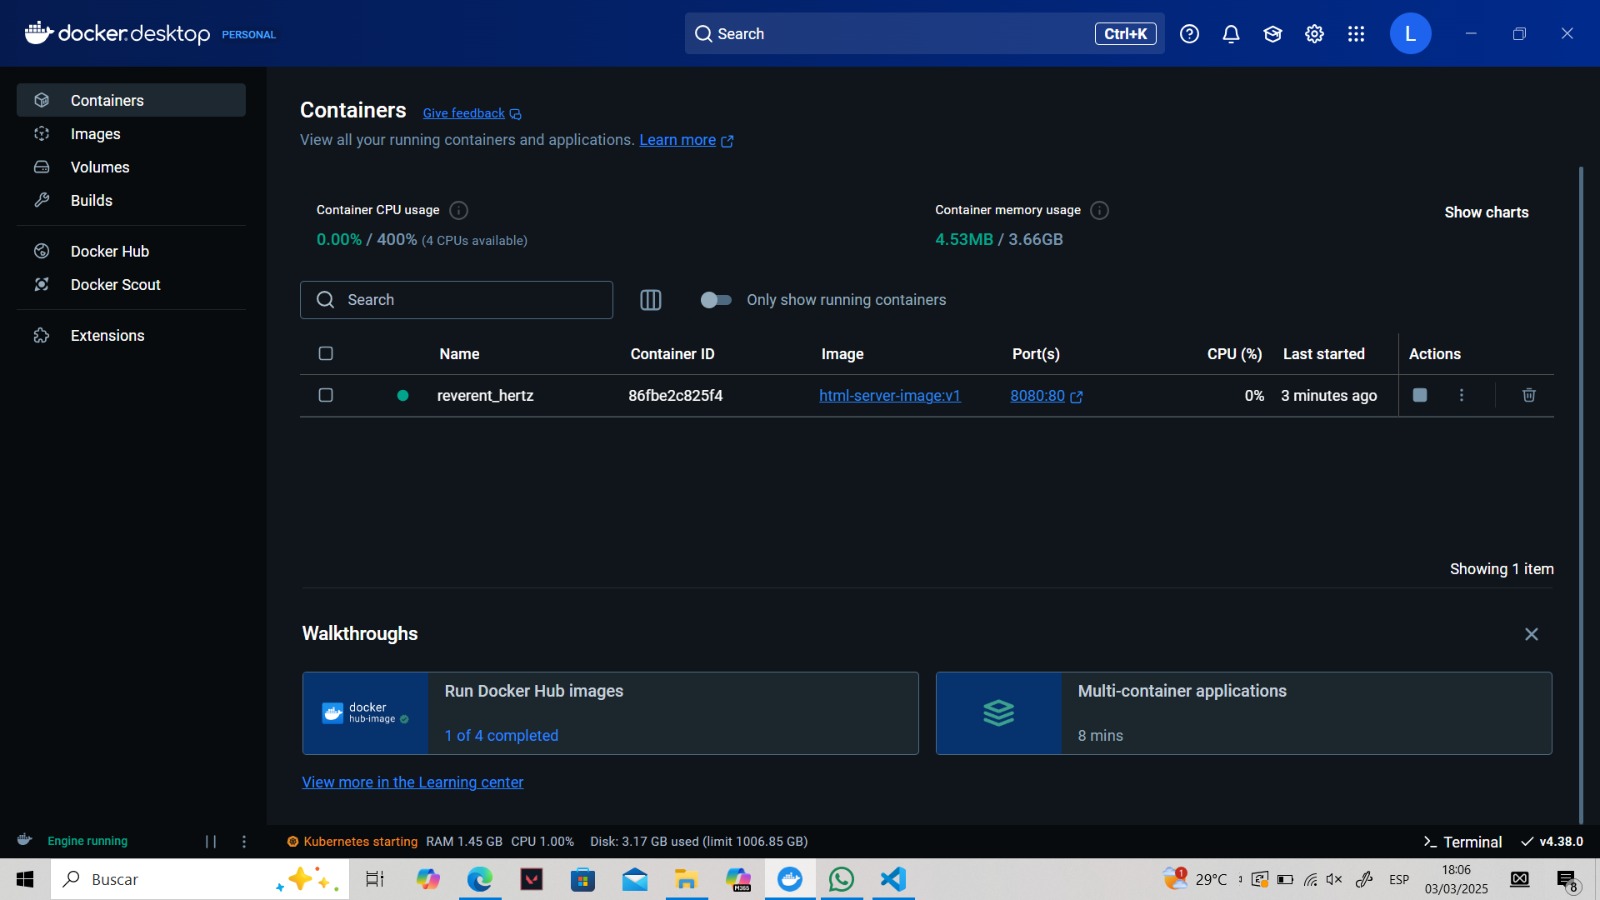 docker.desktop PERSONAL
Search Ctrl+K
L
Containers
Images
Volumes
Builds
Docker Hub
Docker Scout
Extensions
Containers Give feedback
View all your running containers and applications. Learn more
Container CPU usage
0.00% / 400% (4 CPUs available)
Container memory usage
4.53MB / 3.66GB
Show charts
Search
Only show running containers
Name Container ID Image Port(s) CPU (%) Last started Actions
reverent_hertz 86fbe2c825f4 html-server-image:v1 8080:80 0% 3 minutes ago
Showing 1 item
Walkthroughs
docker
hub-image
Run Docker Hub images
1 of 4 completed
Multi-container applications
8 mins
View more in the Learning center
Engine running
Kubernetes starting RAM 1.45 GB CPU 1.00% Disk: 3.17 GB used (limit 1006.85 GB)
Terminal v4.38.0
Buscar
M365
1
29°C
ESP
18:06
03/03/2025
8